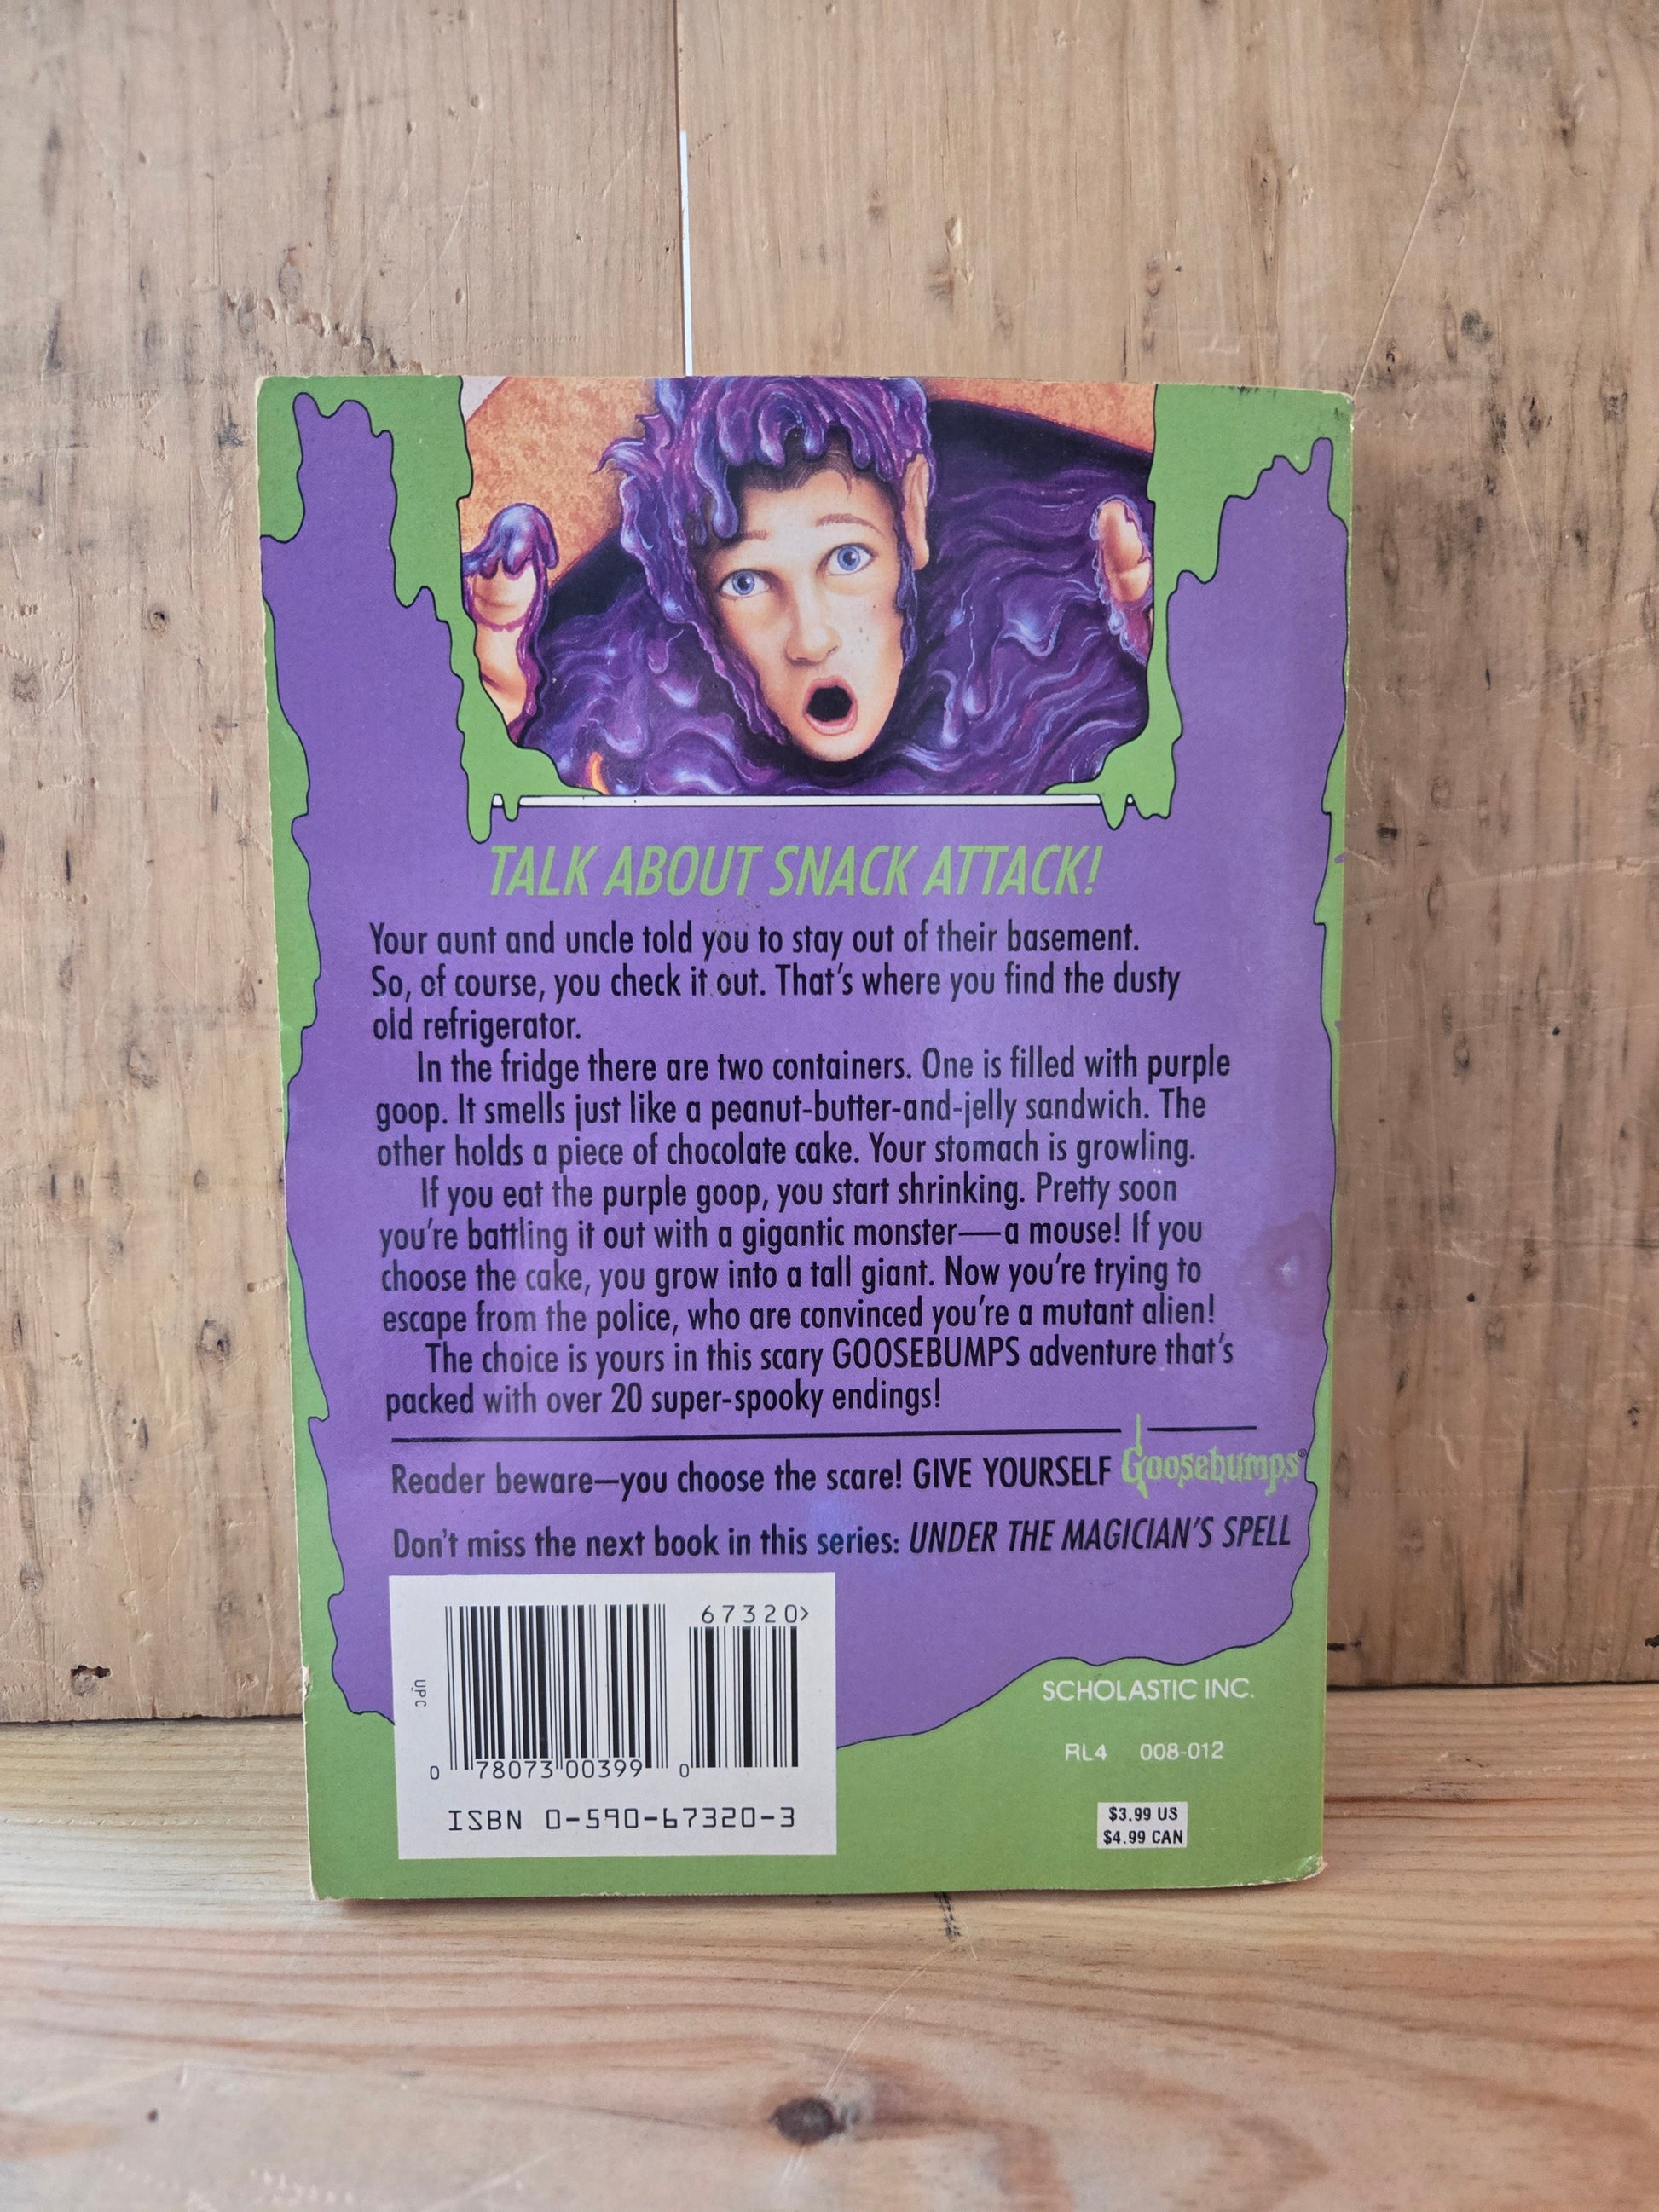 TALK ABOUT SNACK ATTACK!
Your aunt and uncle told you to stay out of their basement.
So, of course, you check it out. That's where you find the dusty
old refrigerator.
In the fridge there are two containers. One is filled with purple
goop. It smells just like a peanut-butter-and-jelly sandwich. The
other holds a piece of chocolate cake. Your stomach is growling.
If you eat the purple goop, you start shrinking. Pretty soon
you're battling it out with a gigantic monster—a mouse! If you
choose the cake, you grow into a tall giant. Now you're trying to
escape from the police, who are convinced you're a mutant alien!
The choice is yours in this scary GOOSEBUMPS adventure that's
packed with over 20 super-spooky endings!
Reader beware—you choose the scare! GIVE YOURSELF Goosebumps®
Don't miss the next book in this series: UNDER THE MAGICIAN'S SPELL
67320>
UPC
0 78073 00399 0
ISBN 0-590-67320-3
SCHOLASTIC INC.
RL4 008-012
$3.99 US
$4.99 CAN